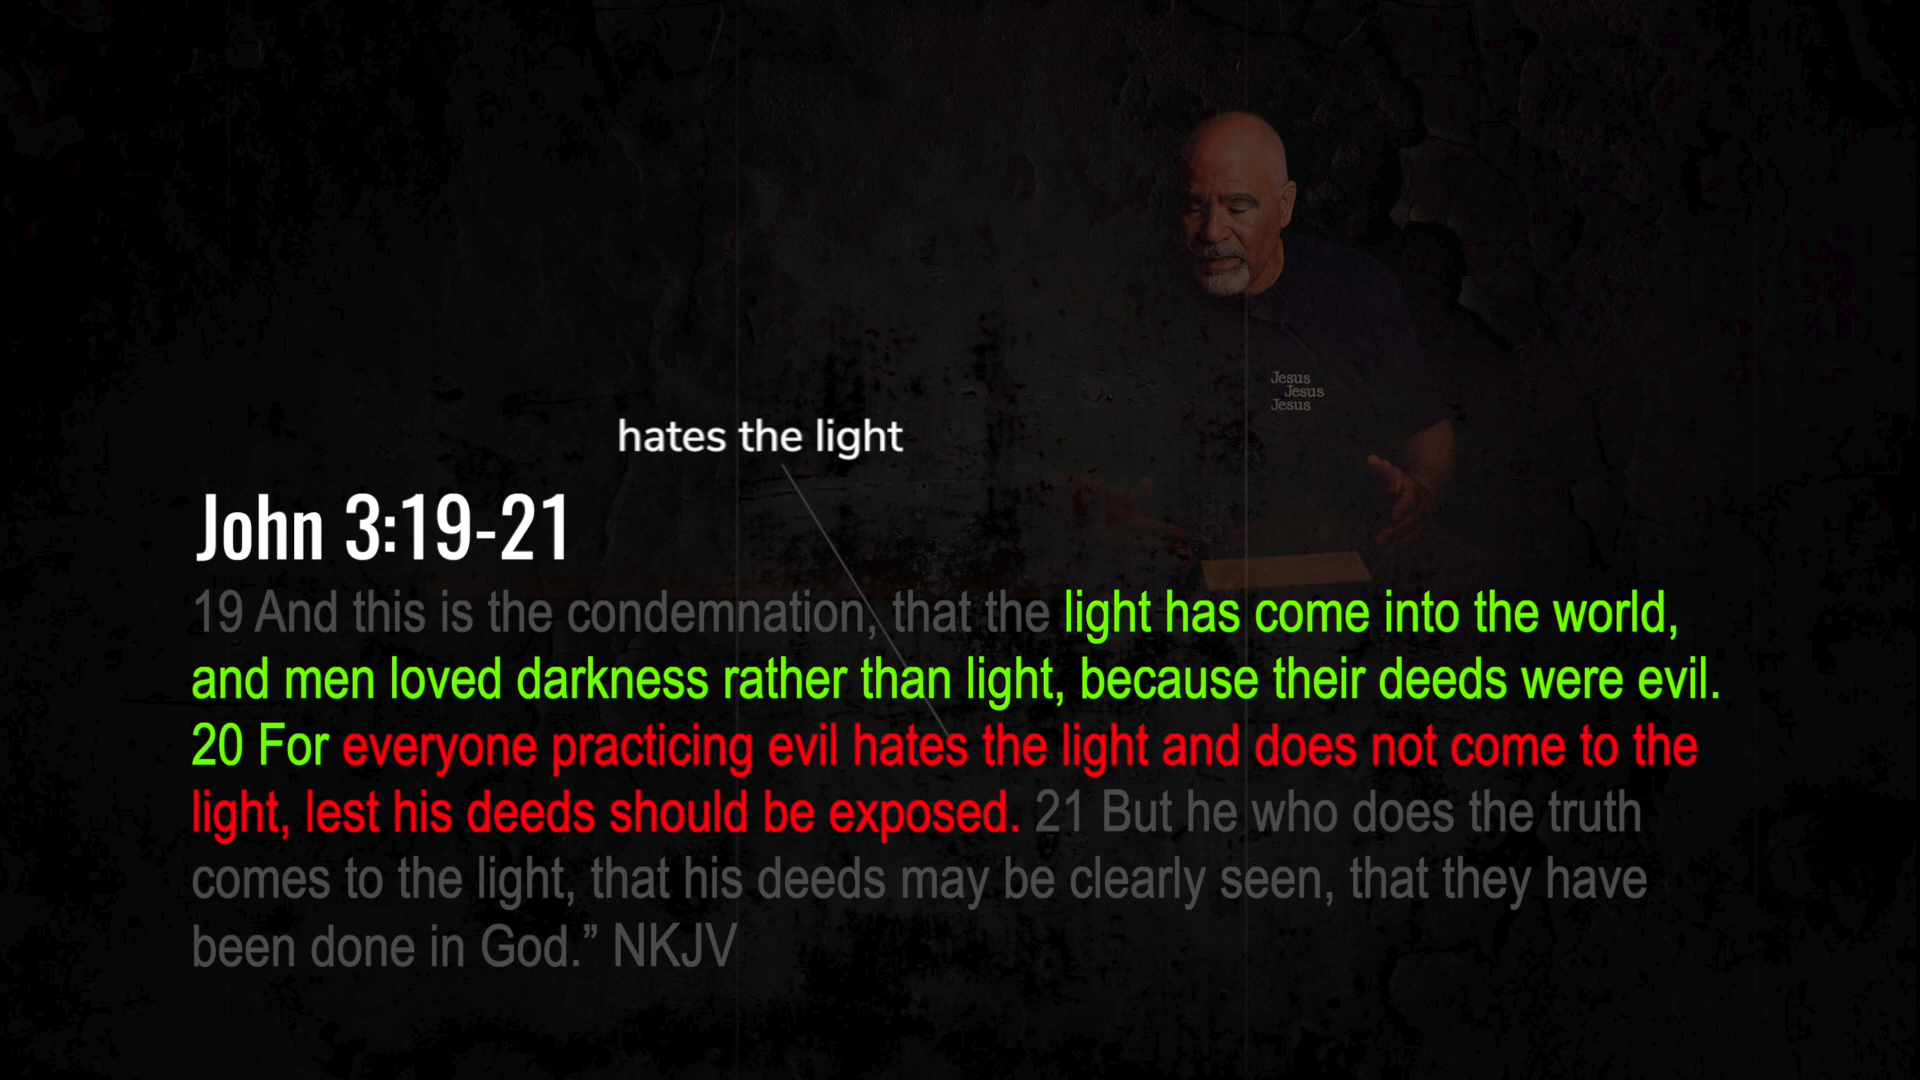 Jesus
Jesus
Jesus
hates the light
John 3:19-21
19 And this is the condemnation, that the light has come into the world,
and men loved darkness rather than light, because their deeds were evil.
20 For everyone practicing evil hates the light and does not come to the
light, lest his deeds should be exposed. 21 But he who does the truth
comes to the light, that his deeds may be clearly seen, that they have
been done in God.” NKJV